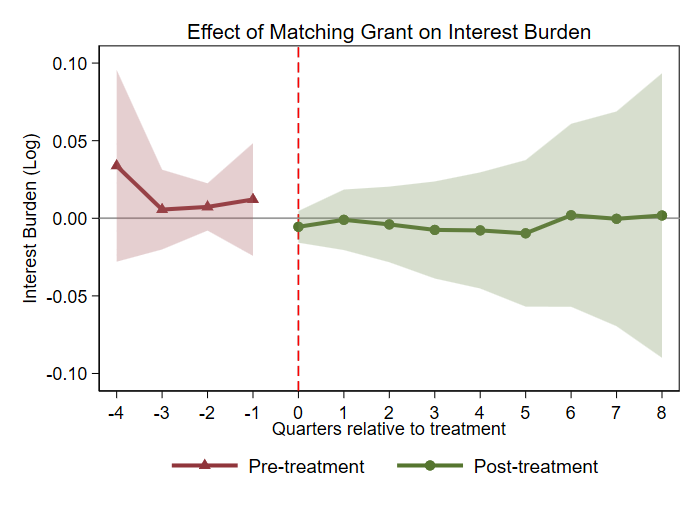 Effect of Matching Grant on Interest Burden
Interest Burden (Log)
0.10
0.05
0.00
-0.05
-0.10
-4 -3 -2 -1 0 1 2 3 4 5 6 7 8
Quarters relative to treatment
Pre-treatment Post-treatment